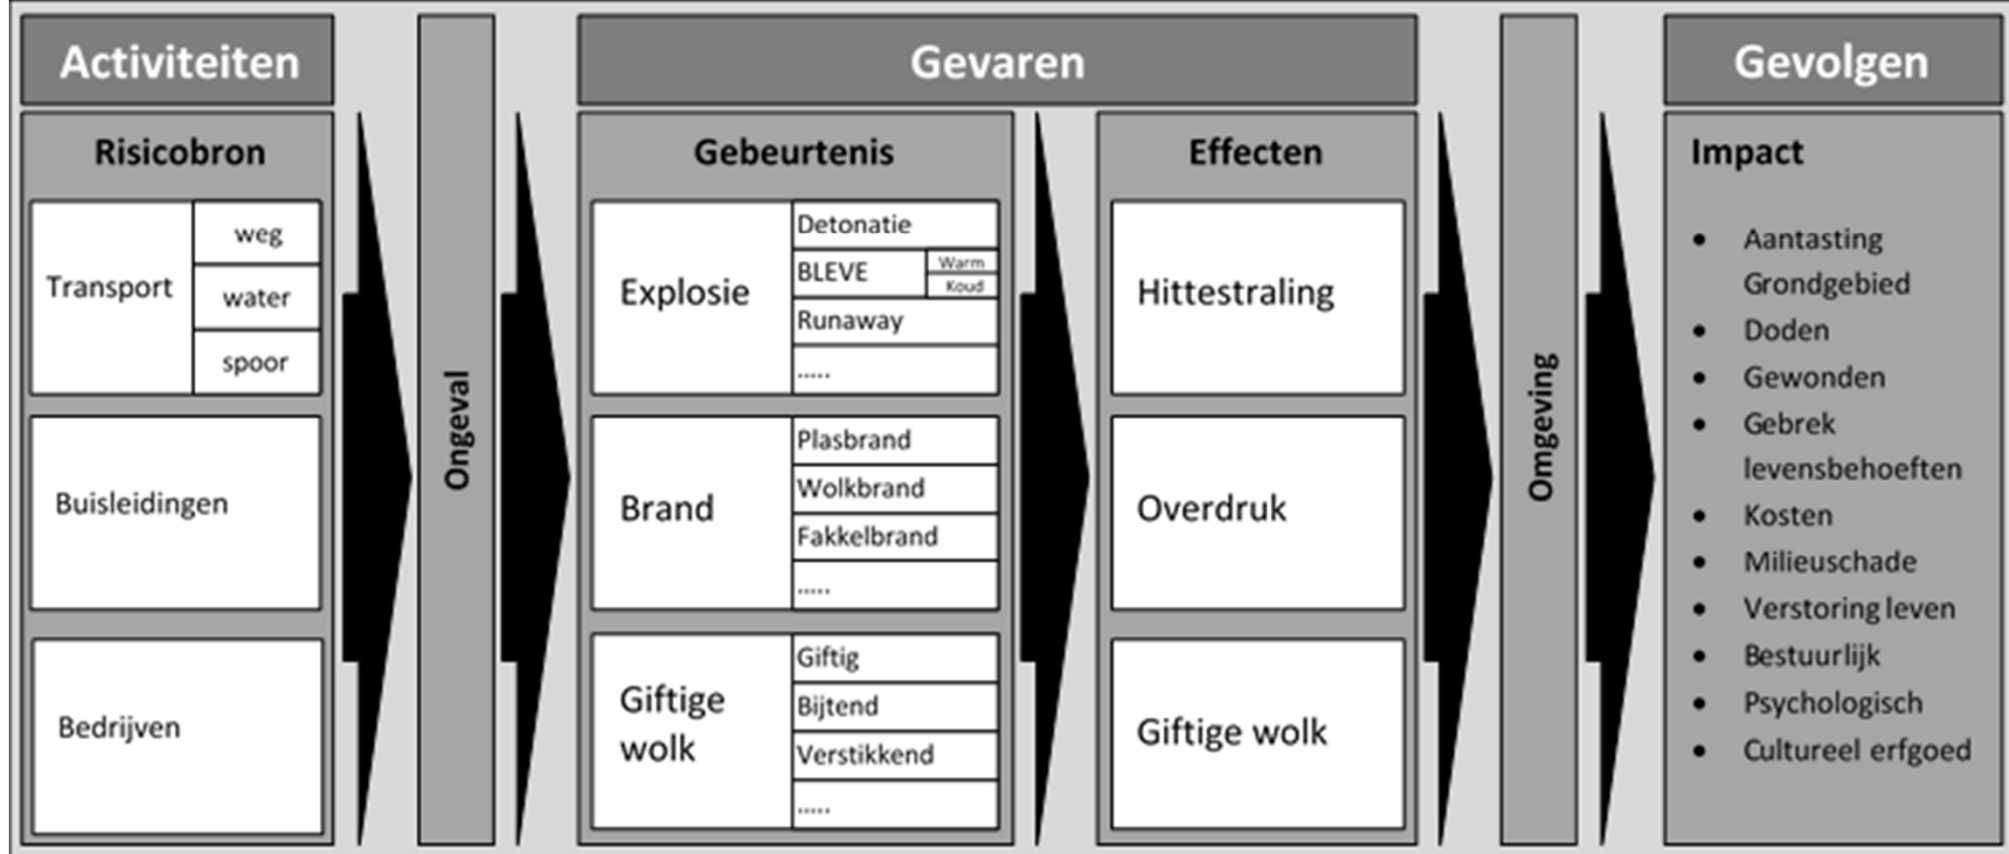 Activiteiten
Risicobron
Transport
weg
water
spoor
Buisleidingen
Bedrijven
Ongeval
Gevaren
Gebeurtenis
Explosie
Detonatie
BLEVE
Warm
Koud
Runaway
.....
Brand
Plasbrand
Wolkbrand
Fakkelbrand
.....
Giftige
wolk
Giftig
Bijtend
Verstikkend
.....
Effecten
Hittestraling
Overdruk
Giftige wolk
Omgeving
Gevolgen
Impact
• Aantasting
Grondgebied
• Doden
• Gewonden
• Gebrek
levensbehoeften
• Kosten
• Milieuschade
• Verstoring leven
• Bestuurlijk
• Psychologisch
• Cultureel erfgoed